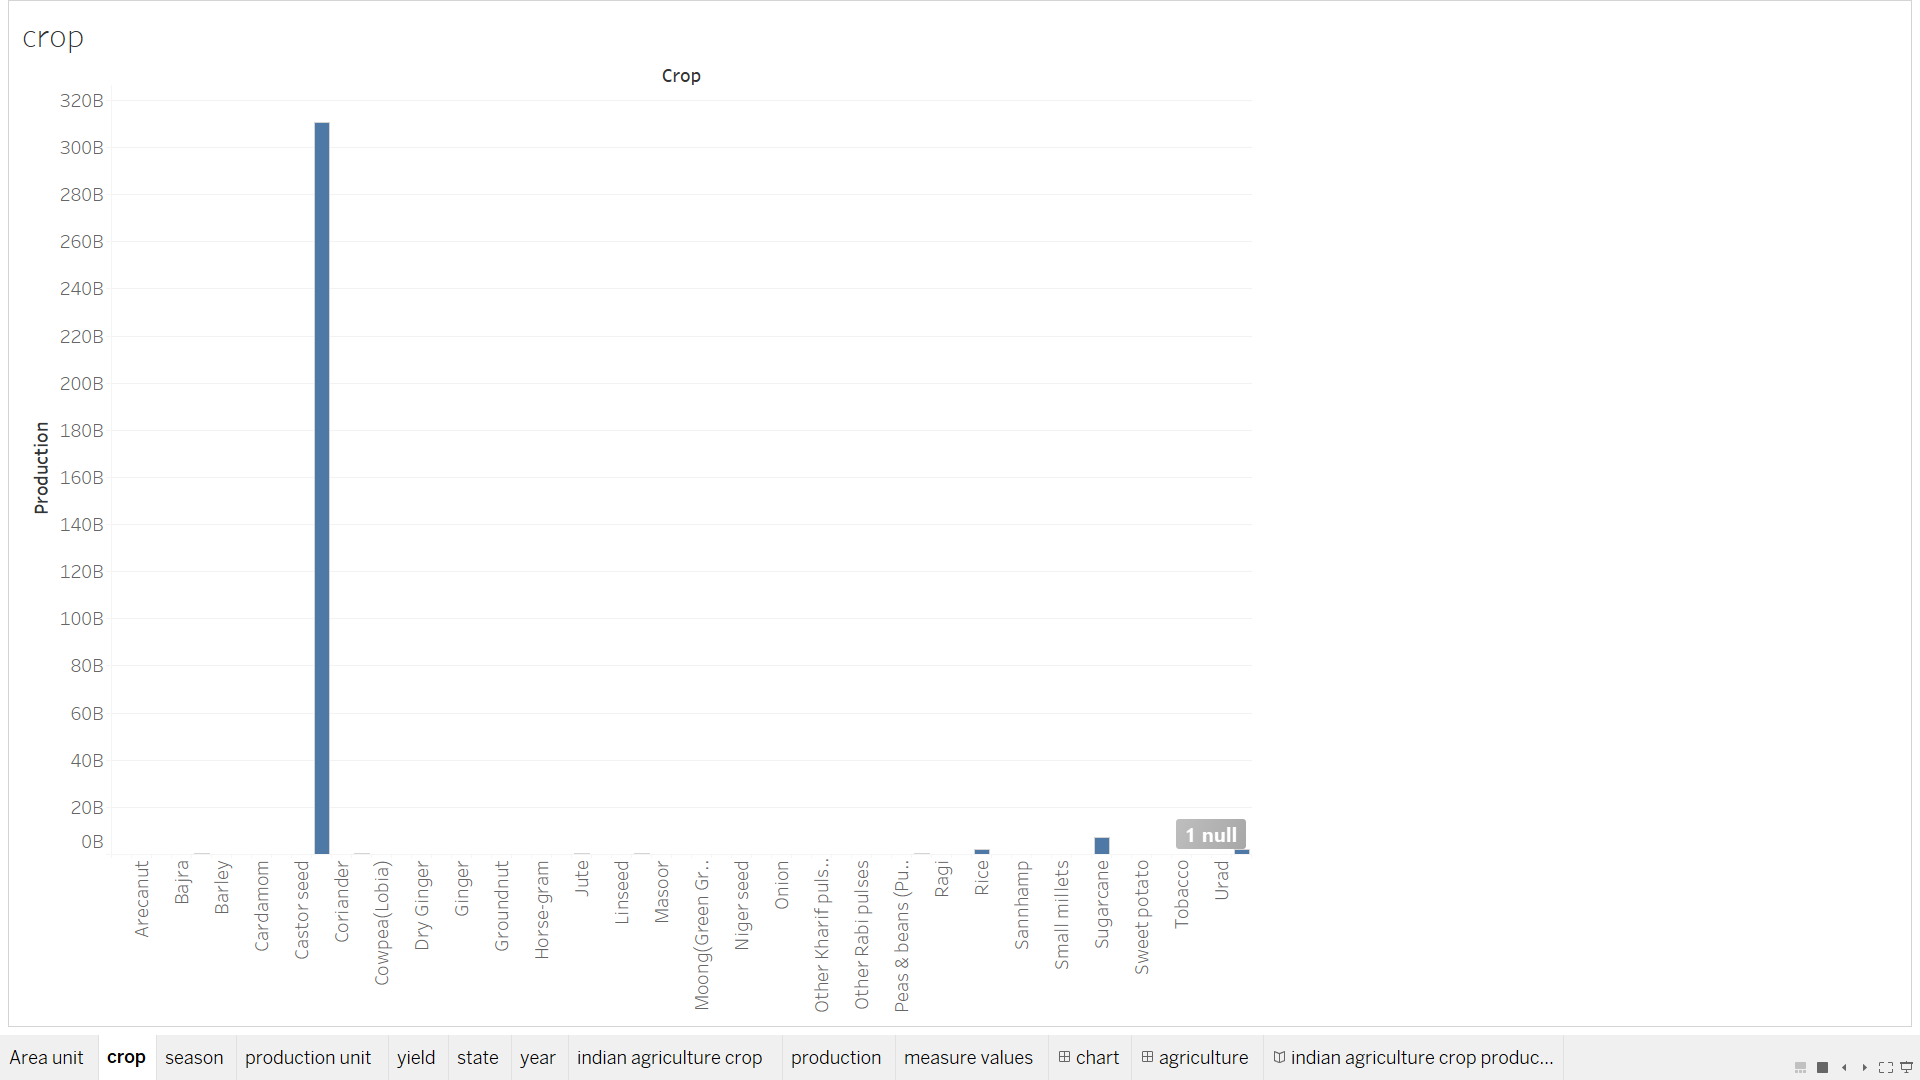 crop
Crop
320B
300B
280B
260B
240B
220B
200B
180B
160B
140B
120B
100B
80B
60B
40B
20B
0B
Production
1 null
Arecanut
Bajra
Barley
Cardamom
Castor seed
Coriander
Cowpea(Lobia)
Dry Ginger
Ginger
Groundnut
Horse-gram
Jute
Linseed
Masoor
Moong(Green Gr..
Niger seed
Onion
Other Kharif puls..
Other Rabi pulses
Peas & beans (Pu..
Ragi
Rice
Sannhamp
Small millets
Sugarcane
Sweet potato
Tobacco
Urad
Area unit crop season production unit yield state year indian agriculture crop production measure values chart agriculture indian agriculture crop produc...